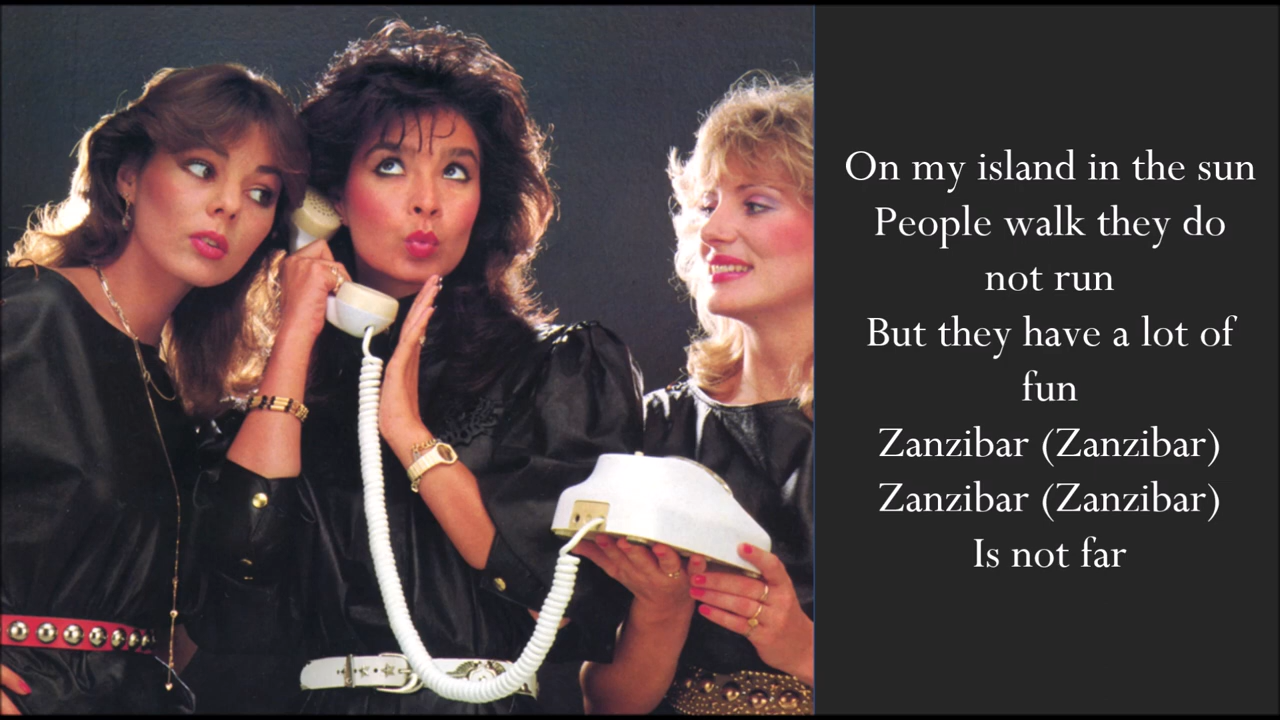 On my island in the sun
People walk they do
not run
But they have a lot of
fun
Zanzibar (Zanzibar)
Zanzibar (Zanzibar)
Is not far